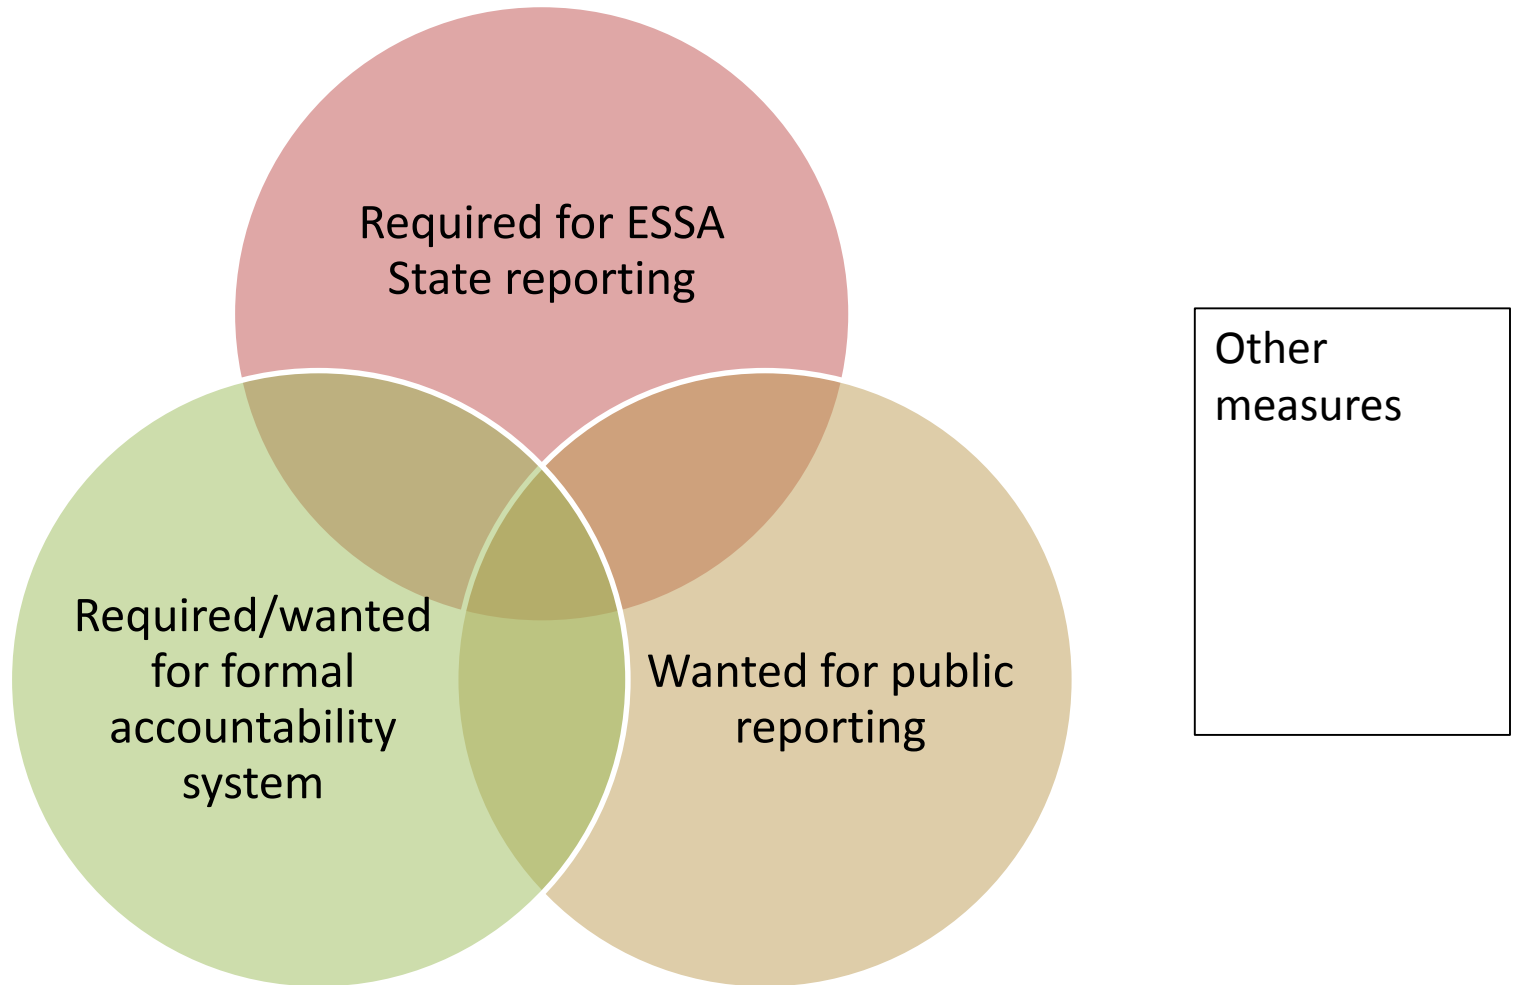 Required for ESSA
State reporting
Required/wanted
for formal
accountability
system
Wanted for public
reporting
Other
measures